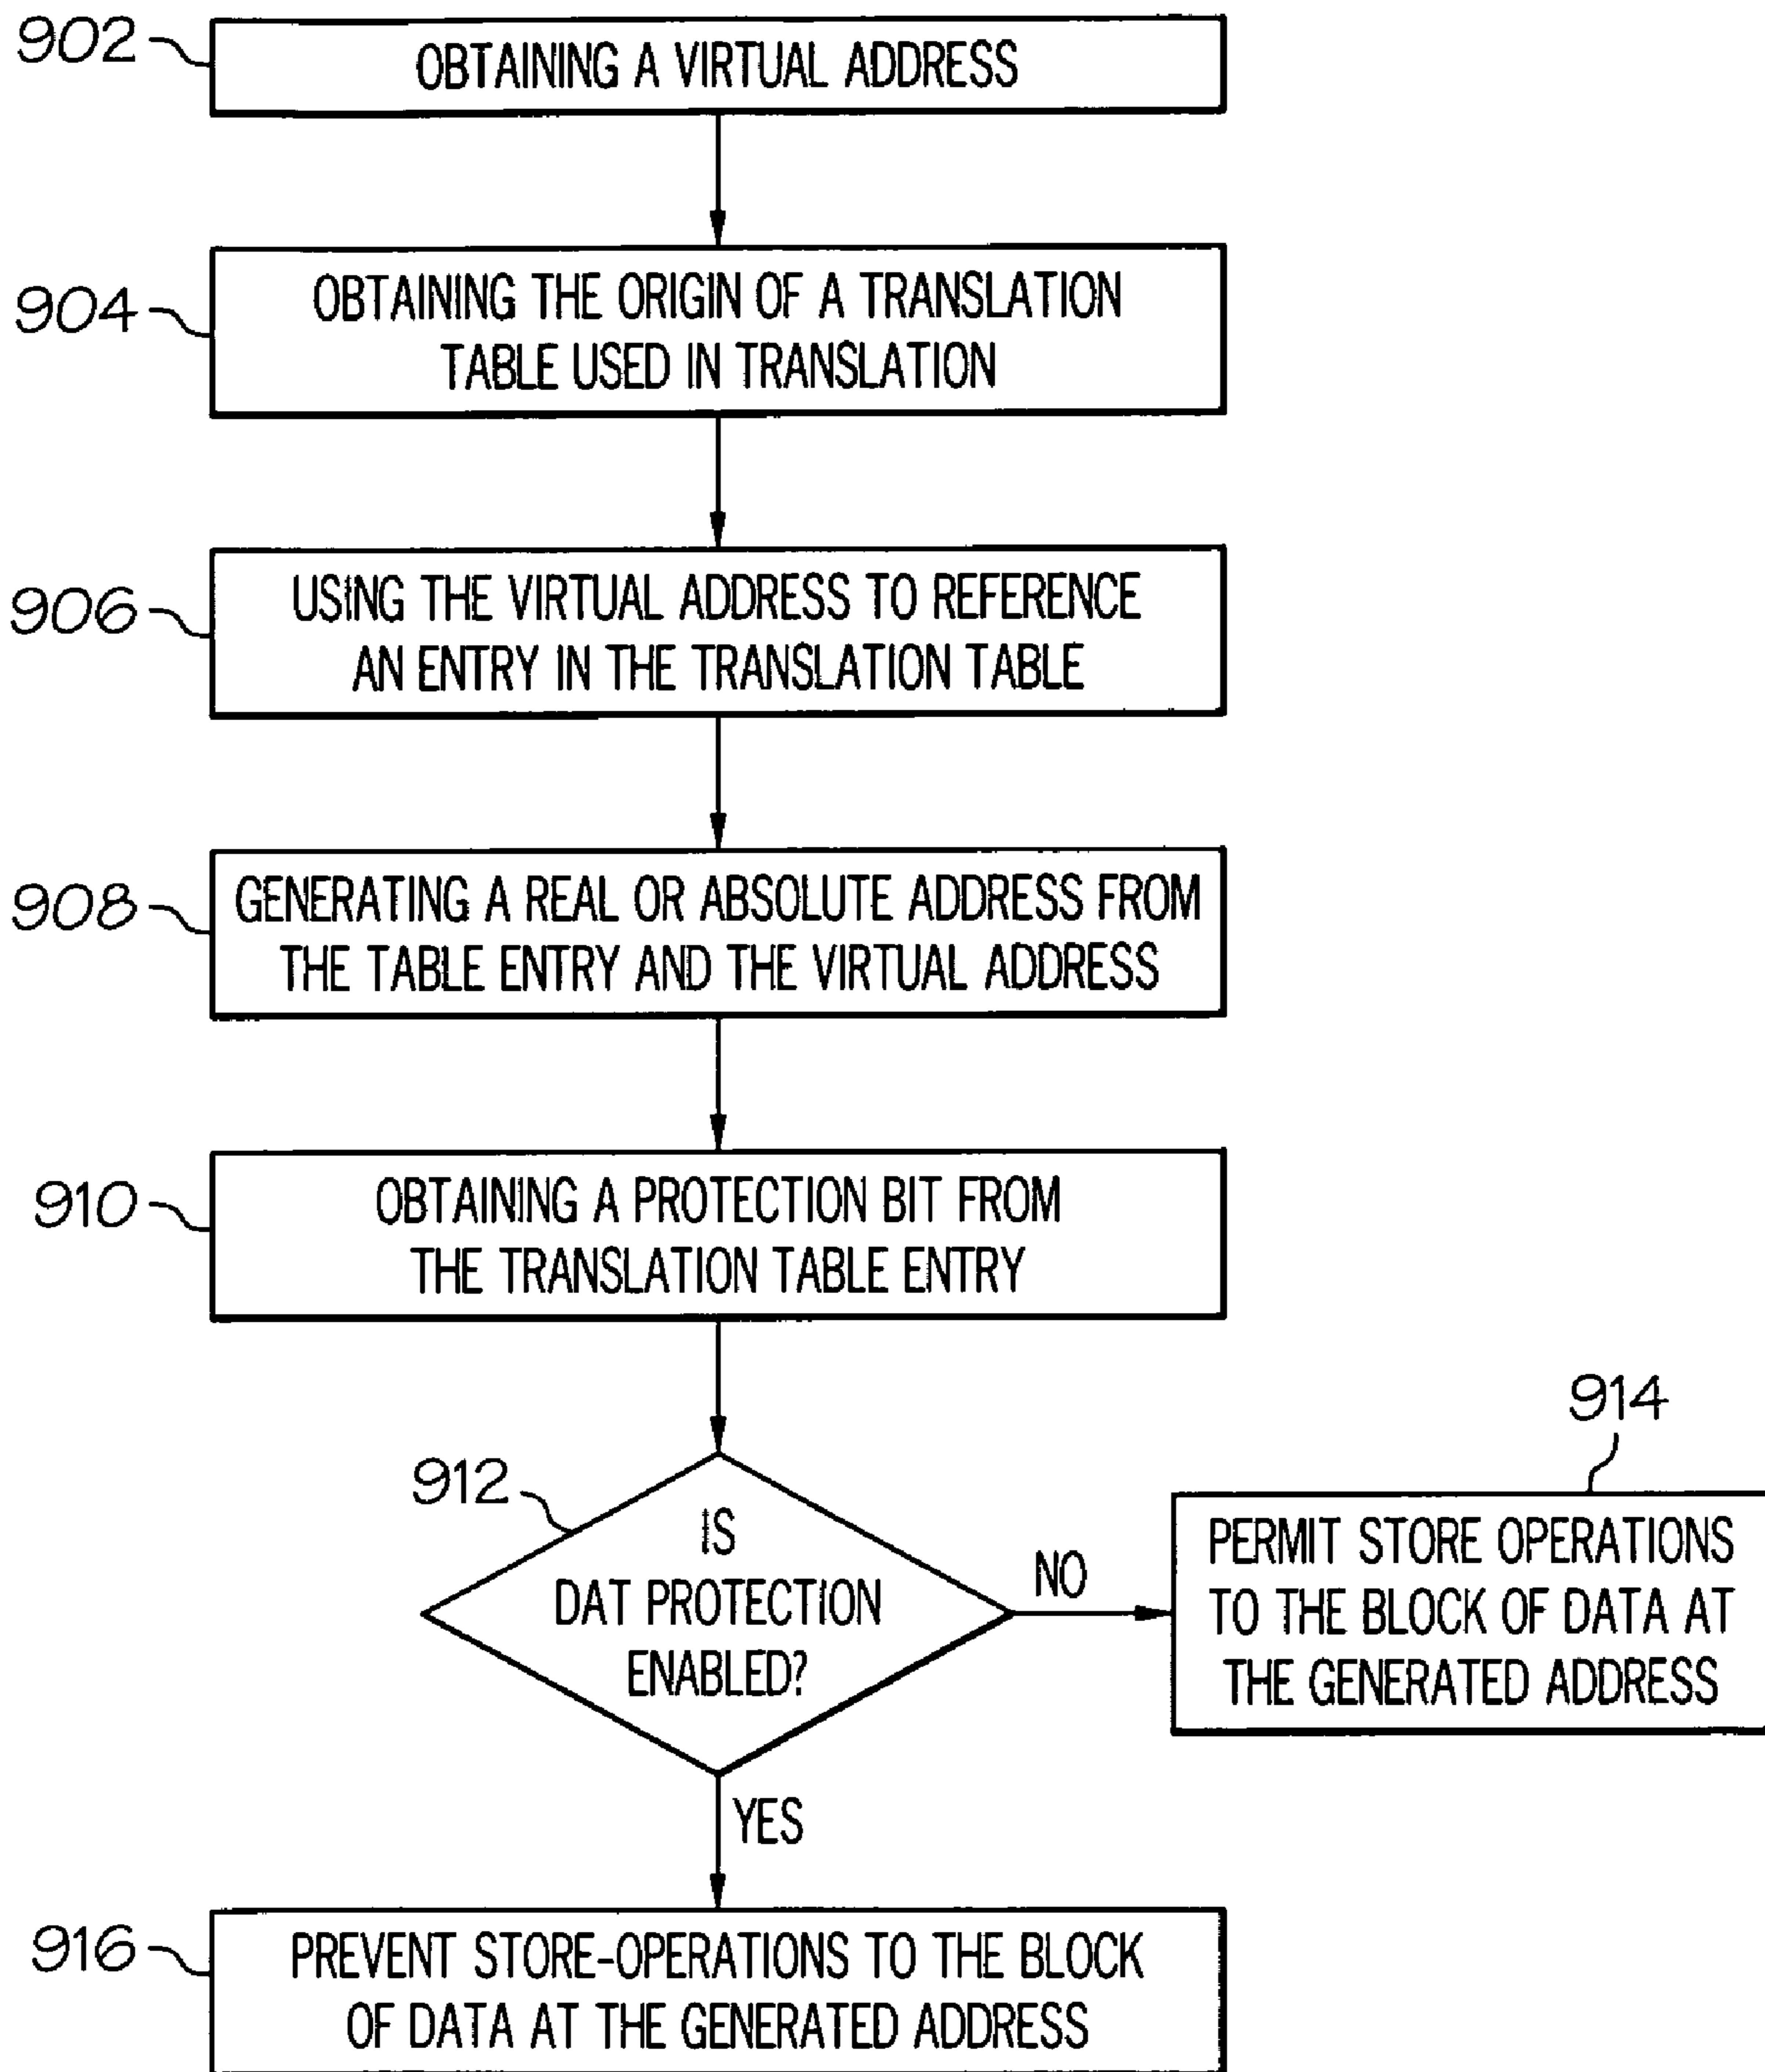 902
OBTAINING A VIRTUAL ADDRESS
904
OBTAINING THE ORIGIN OF A TRANSLATION
TABLE USED IN TRANSLATION
906
USING THE VIRTUAL ADDRESS TO REFERENCE
AN ENTRY IN THE TRANSLATION TABLE
908
GENERATING A REAL OR ABSOLUTE ADDRESS FROM
THE TABLE ENTRY AND THE VIRTUAL ADDRESS
910
OBTAINING A PROTECTION BIT FROM
THE TRANSLATION TABLE ENTRY
912
IS
DAT PROTECTION
ENABLED?
NO
914
PERMIT STORE OPERATIONS
TO THE BLOCK OF DATA AT
THE GENERATED ADDRESS
YES
916
PREVENT STORE-OPERATIONS TO THE BLOCK
OF DATA AT THE GENERATED ADDRESS